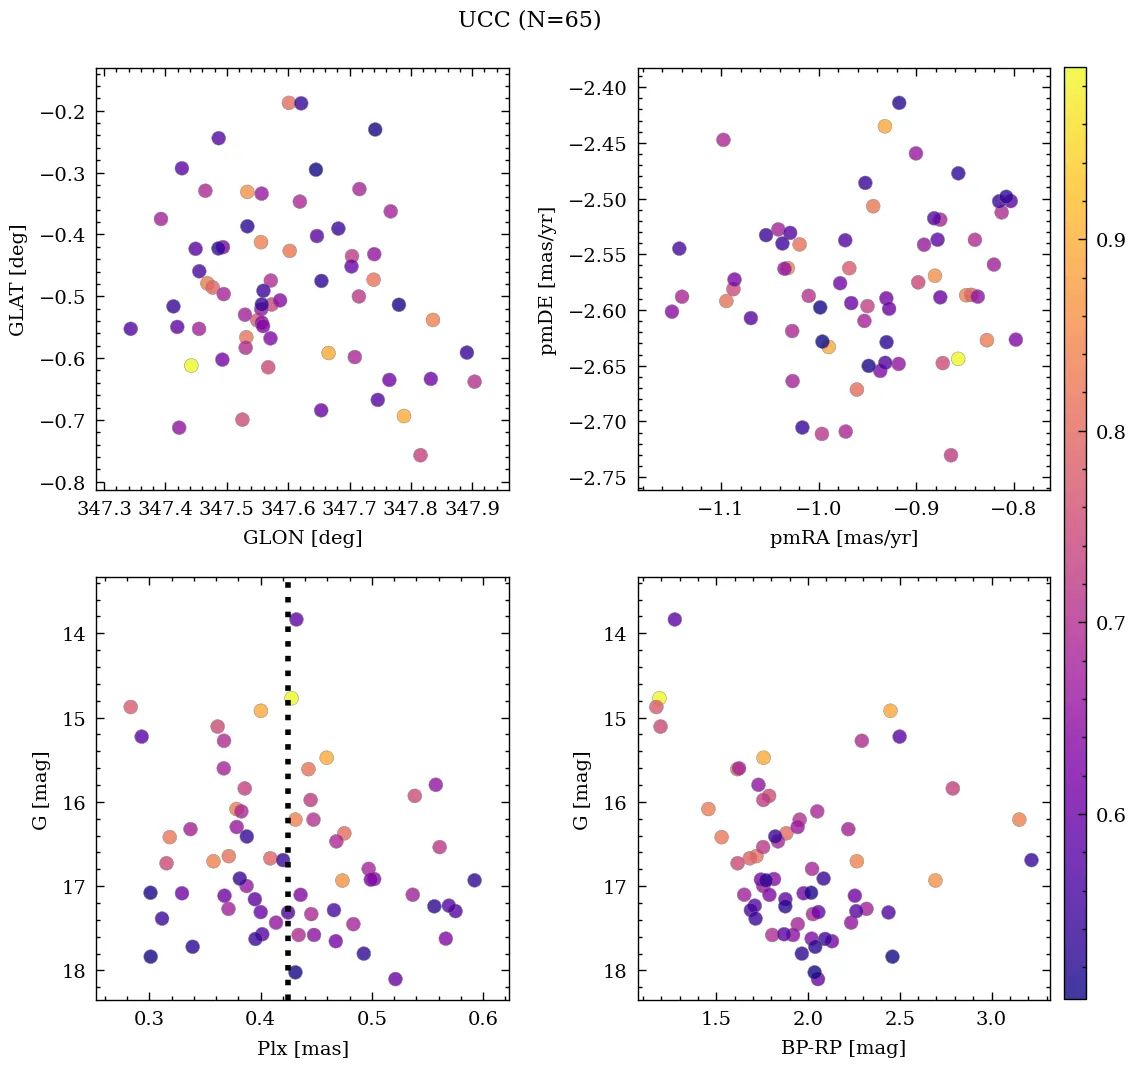 UCC (N=65)
−0.2
−0.3
−0.4
−0.5
−0.6
−0.7
−0.8
GLAT [deg]
347.3 347.4 347.5 347.6 347.7 347.8 347.9
GLON [deg]
−2.40
−2.45
−2.50
−2.55
−2.60
−2.65
−2.70
−2.75
pmDE [mas/yr]
−1.1 −1.0 −0.9 −0.8
pmRA [mas/yr]
14
15
16
17
18
G [mag]
0.3 0.4 0.5 0.6
Plx [mas]
14
15
16
17
18
G [mag]
1.5 2.0 2.5 3.0
BP-RP [mag]
0.9
0.8
0.7
0.6